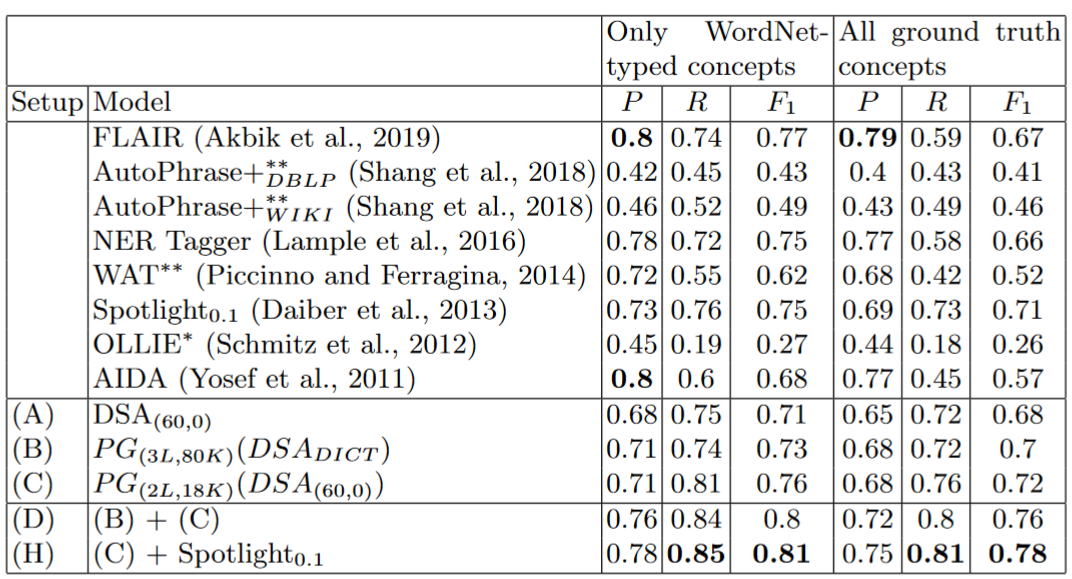 Only WordNet-typed concepts | All ground truth concepts
Setup Model P R F1 P R F1
FLAIR (Akbik et al., 2019) 0.8 0.74 0.77 0.79 0.59 0.67
AutoPhrase+**DBLP (Shang et al., 2018) 0.42 0.45 0.43 0.4 0.43 0.41
AutoPhrase+**WIKI (Shang et al., 2018) 0.46 0.52 0.49 0.43 0.49 0.46
NER Tagger (Lample et al., 2016) 0.78 0.72 0.75 0.77 0.58 0.66
WAT** (Piccinno and Ferragina, 2014) 0.72 0.55 0.62 0.68 0.42 0.52
Spotlight0.1 (Daiber et al., 2013) 0.73 0.76 0.75 0.69 0.73 0.71
OLLIE* (Schmitz et al., 2012) 0.45 0.19 0.27 0.44 0.18 0.26
AIDA (Yosef et al., 2011) 0.8 0.6 0.68 0.77 0.45 0.57
(A) DSA(60,0) 0.68 0.75 0.71 0.65 0.72 0.68
(B) PG(3L,80K)(DSADICT) 0.71 0.74 0.73 0.68 0.72 0.7
(C) PG(2L,18K)(DSA(60,0)) 0.71 0.81 0.76 0.68 0.76 0.72
(D) (B) + (C) 0.76 0.84 0.8 0.72 0.8 0.76
(H) (C) + Spotlight0.1 0.78 0.85 0.81 0.75 0.81 0.78